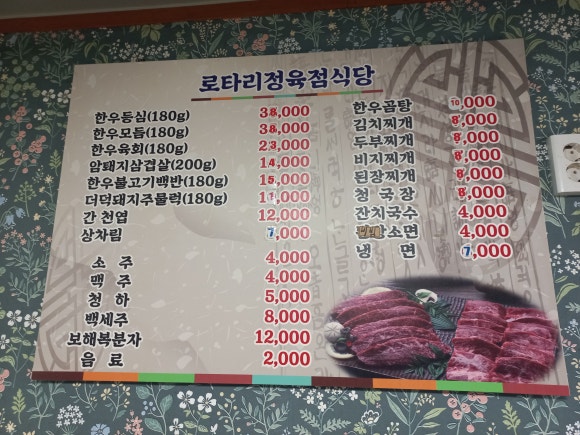 로타리정육점식당
한우등심(180g) 38,000
한우모듬(180g) 38,000
한우육회(180g) 23,000
암퇘지삼겹살(200g) 14,000
한우불고기백반(180g) 15,000
더덕돼지주물럭(180g)
간 천엽 12,000
상차림 7,000
소 주 4,000
맥 주 4,000
청 하 5,000
백세주 8,000
보해복분자 12,000
음 료 2,000
한우곰탕 10,000
김치찌개 8,000
두부찌개 8,000
비지찌개 8,000
된장찌개 8,000
청 국 장 8,000
잔치국수 4,000
소면 4,000
냉 면 7,000